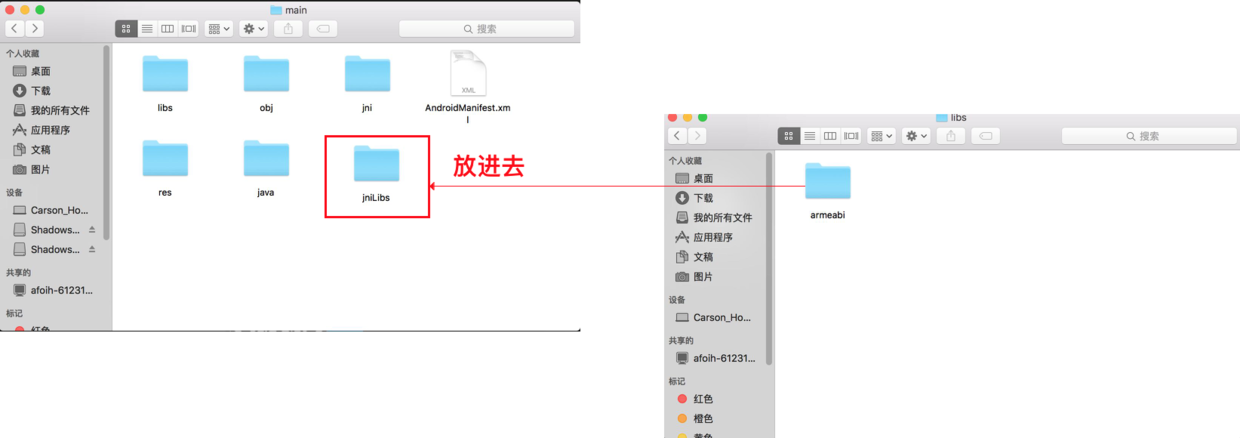 main
搜索
个人收藏
桌面
下载
我的所有文件
应用程序
文稿
图片
设备
Carson_Ho...
Shadows...
Shadows...
共享的
afoih-61231...
标记
红色
libs
obj
jni
XML
AndroidManifest.xm
l
res
java
jniLibs
放进去
libs
搜索
个人收藏
桌面
下载
我的所有文件
应用程序
文稿
图片
设备
Carson_Ho...
共享的
afoih-61231...
标记
红色
橙色
黄色
armeabi